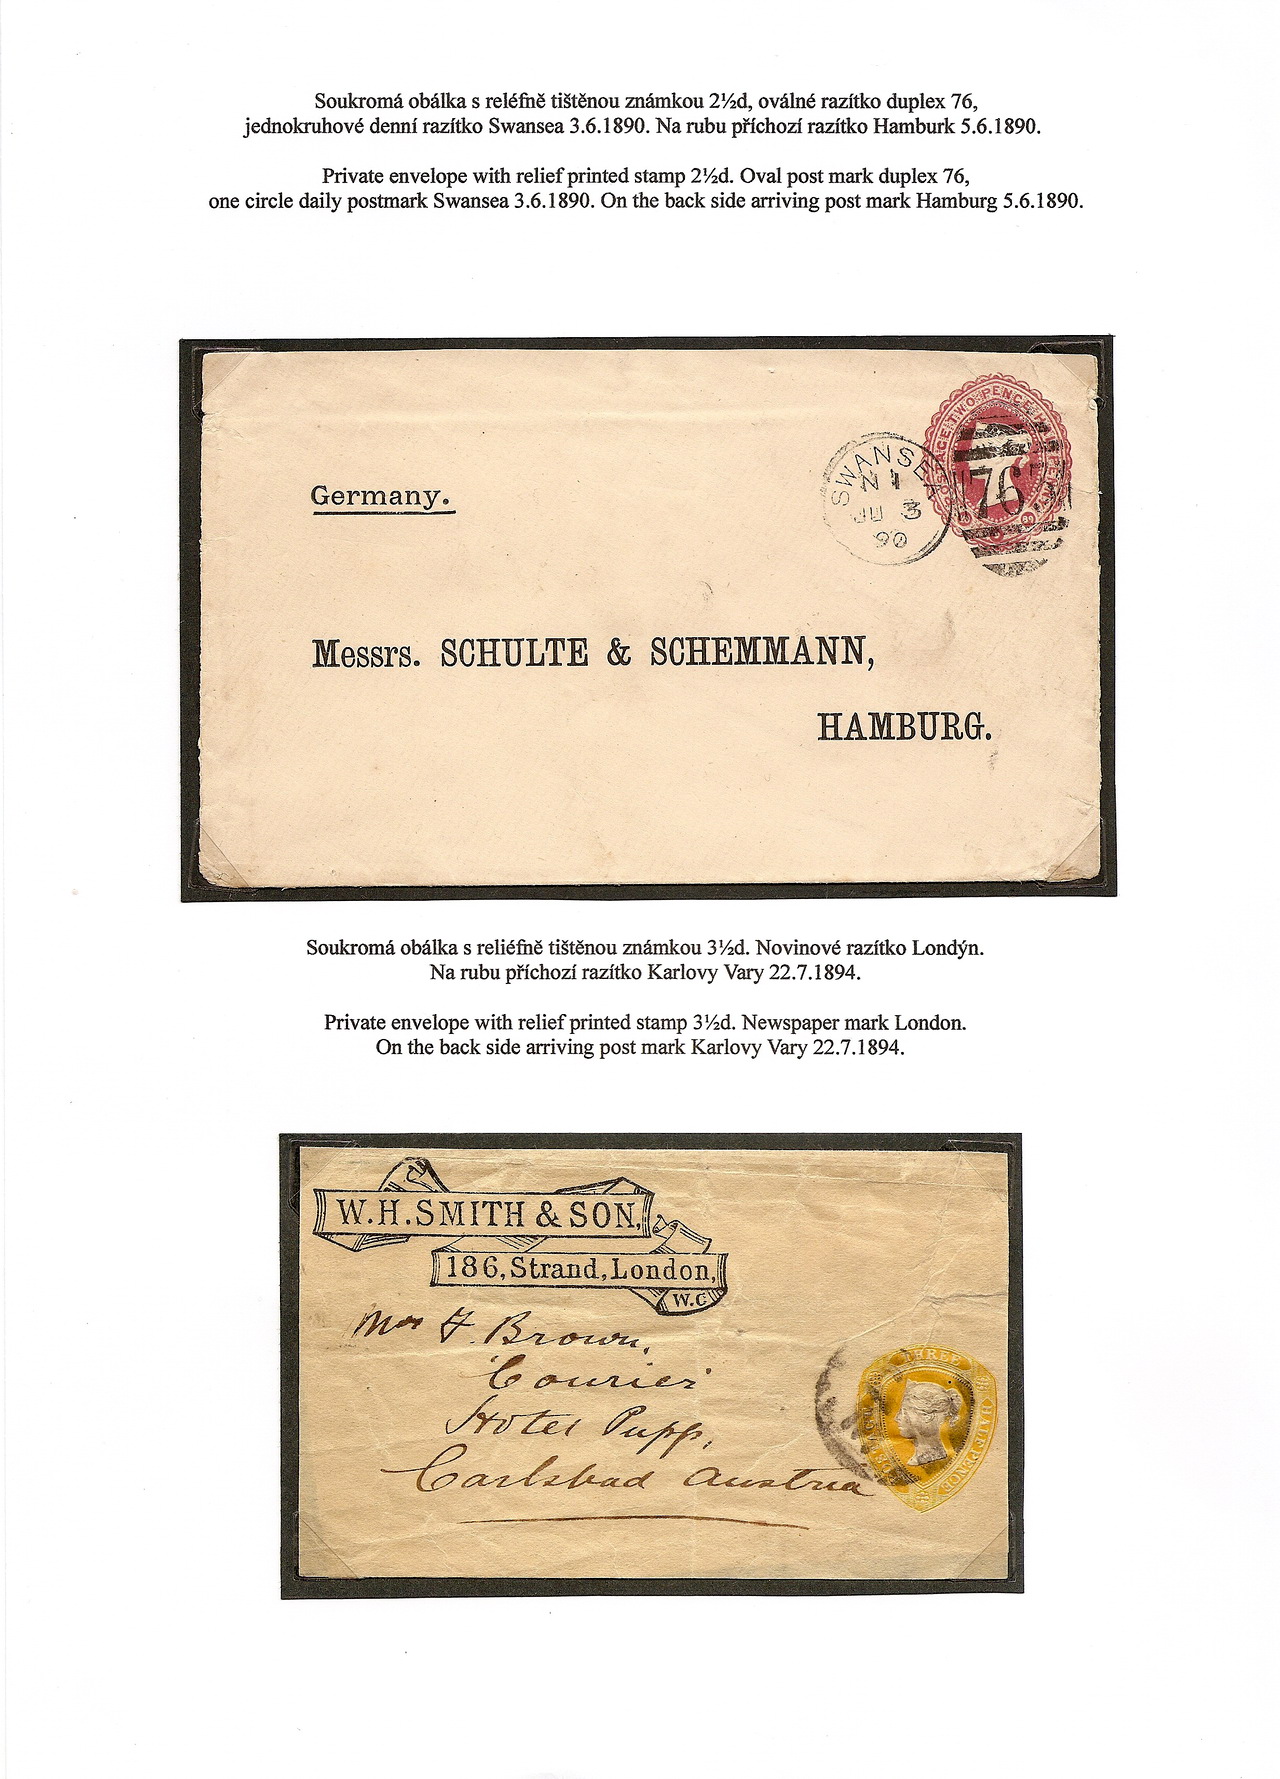 Soukromá obálka s reléfně tištěnou známkou 2½d, oválné razítko duplex 76,
jednokruhové denní razítko Swansea 3.6.1890. Na rubu příchozí razítko Hamburk 5.6.1890.
Private envelope with relief printed stamp 2½d. Oval post mark duplex 76,
one circle daily postmark Swansea 3.6.1890. On the back side arriving post mark Hamburg 5.6.1890.
TWO PENCE
SWANSEA
N 1
JU 3
90
76
Germany.
Messrs. SCHULTE & SCHEMMANN,
HAMBURG.
Soukromá obálka s reliéfně tištěnou známkou 3½d. Novinové razítko Londýn.
Na rubu příchozí razítko Karlovy Vary 22.7.1894.
Private envelope with relief printed stamp 3½d. Newspaper mark London.
On the back side arriving post mark Karlovy Vary 22.7.1894.
W.H.SMITH & SON,
186, Strand, London,
W.C
F. Brown,
Courier
Hotel Pupp,
Carlsbad Austria
THREE
HALF PENCE